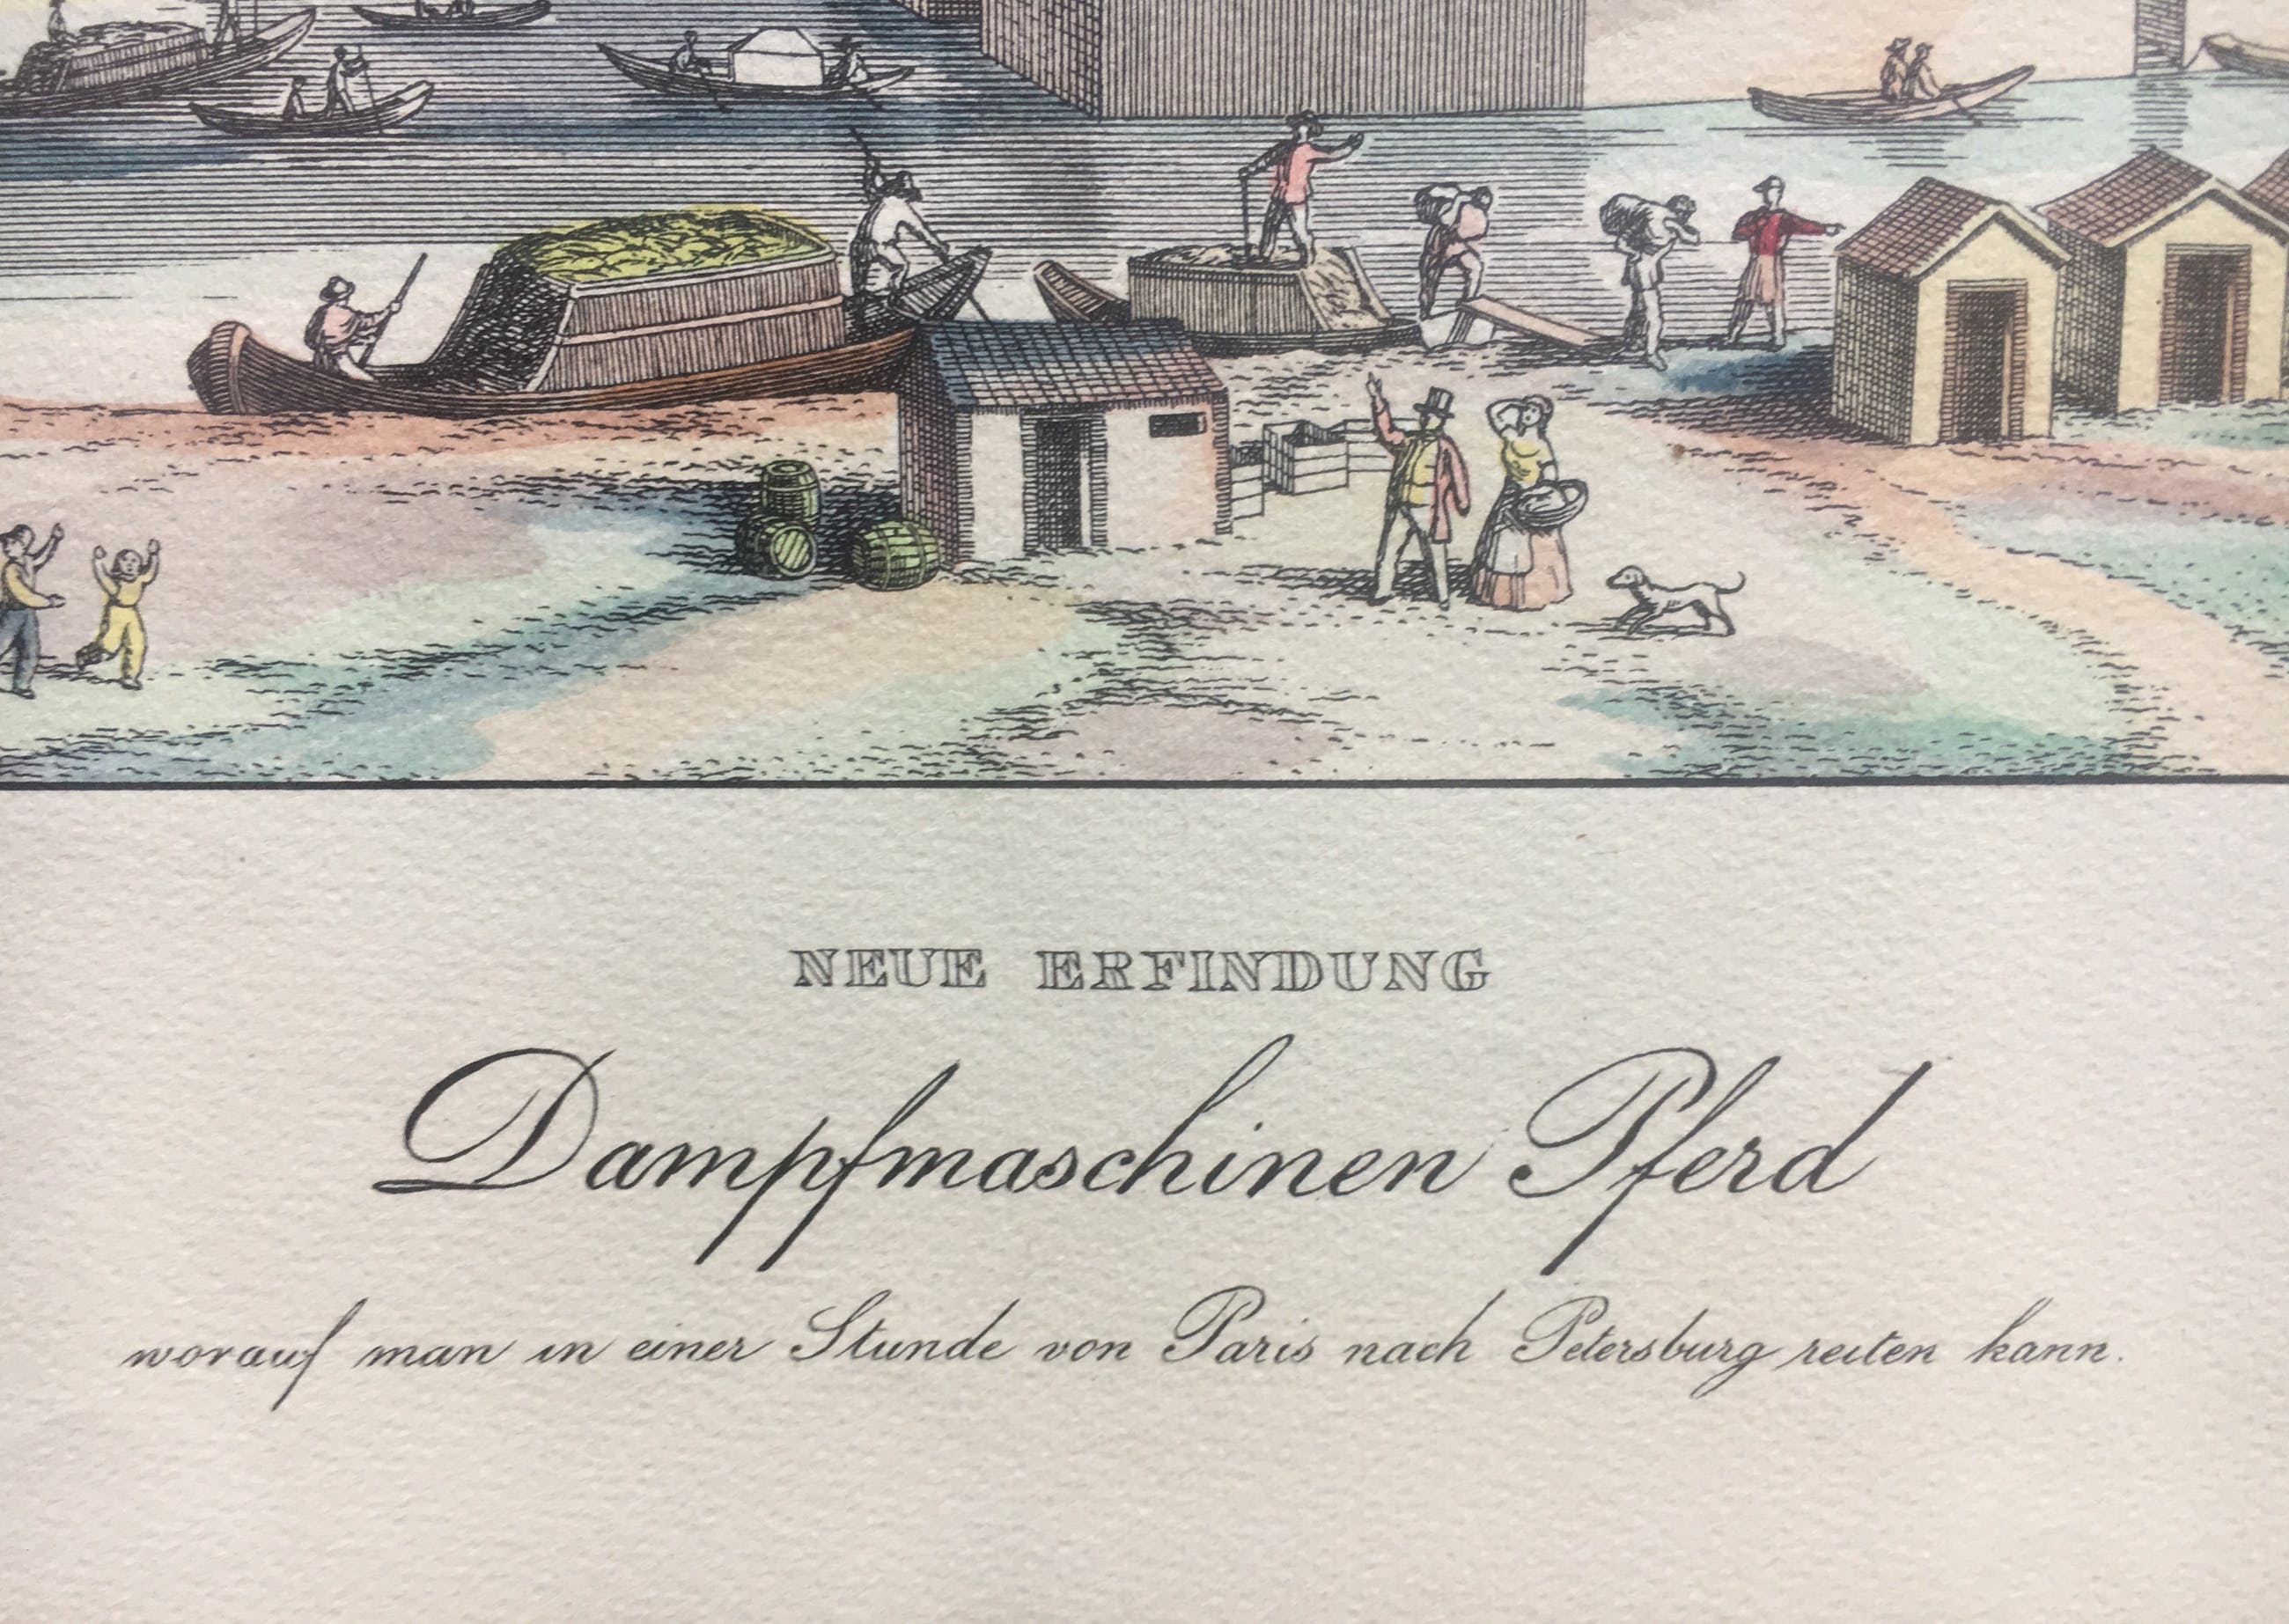 NEUE ERFINDUNG
Dampfmaschinen Pferd
worauf man in einer Stunde von Paris nach Petersburg reiten kann.